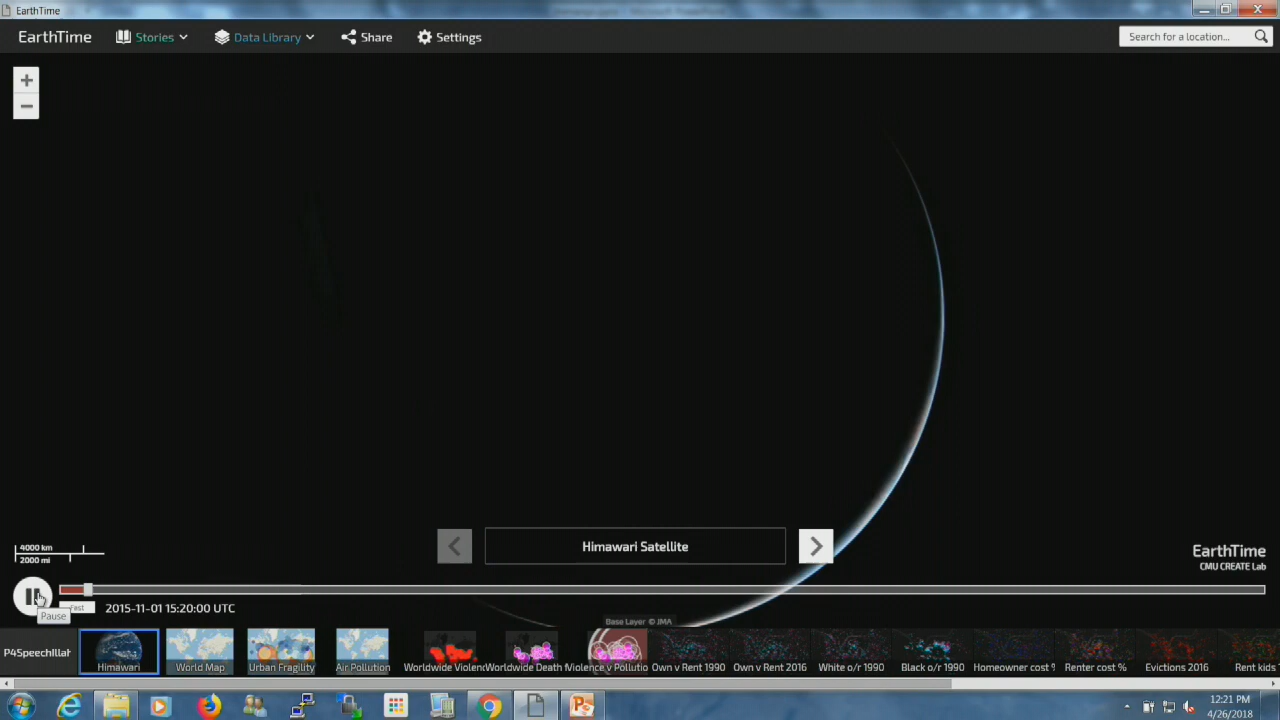 EarthTime
EarthTime Stories Data Library Share Settings Search for a location...
4000 km
2000 mi
Himawari Satellite
EarthTime
CMU CREATE Lab
Fast 2015-11-01 15:20:00 UTC
Pause
Base Layer © JMA
P4SpeechIllah
Himawari
World Map
Urban Fragility
Air Pollution
Worldwide Violenc
Worldwide Death
Violence v Pollutio
Own v Rent 1990
Own v Rent 2016
White o/r 1990
Black o/r 1990
Homeowner cost %
Renter cost %
Evictions 2016
Rent kids
12:21 PM
4/26/2018